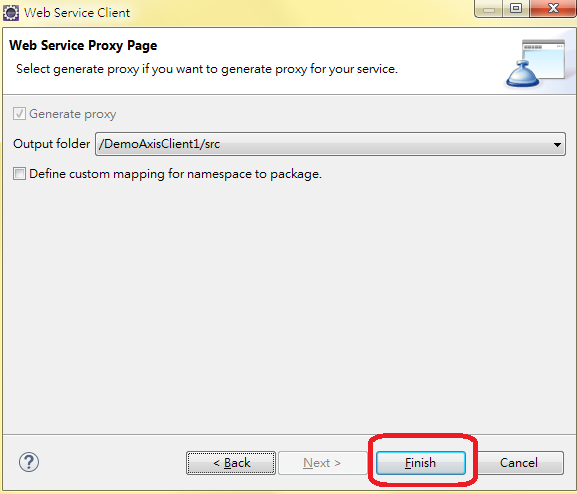 Web Service Client
Web Service Proxy Page
Select generate proxy if you want to generate proxy for your service.
Generate proxy
Output folder /DemoAxisClient1/src
Define custom mapping for namespace to package.
? < Back Next > Finish Cancel